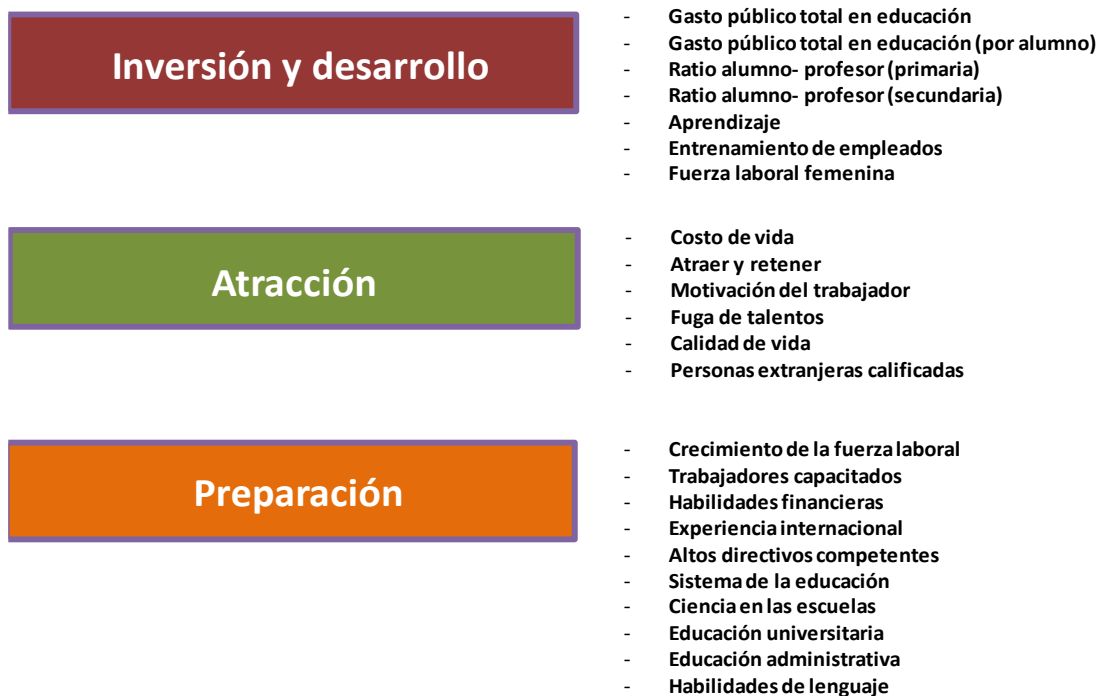 Inversión y desarrollo
- Gasto público total en educación
- Gasto público total en educación (por alumno)
- Ratio alumno- profesor (primaria)
- Ratio alumno- profesor (secundaria)
- Aprendizaje
- Entrenamiento de empleados
- Fuerza laboral femenina
Atracción
- Costo de vida
- Atraer y retener
- Motivación del trabajador
- Fuga de talentos
- Calidad de vida
- Personas extranjeras calificadas
Preparación
- Crecimiento de la fuerza laboral
- Trabajadores capacitados
- Habilidades financieras
- Experiencia internacional
- Altos directivos competentes
- Sistema de la educación
- Ciencia en las escuelas
- Educación universitaria
- Educación administrativa
- Habilidades de lenguaje